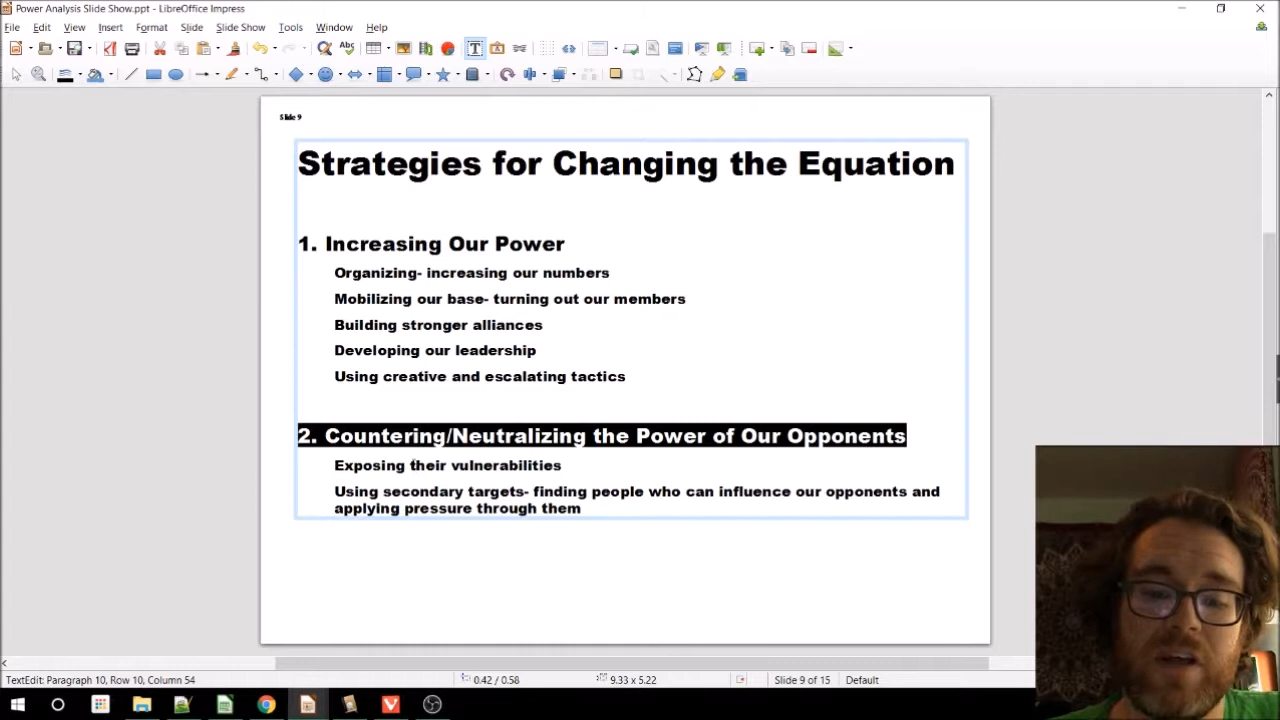 Power Analysis Slide Show.ppt - LibreOffice Impress
File Edit View Insert Format Slide Slide Show Tools Window Help
Slide 9
Strategies for Changing the Equation
1. Increasing Our Power
Organizing- increasing our numbers
Mobilizing our base- turning out our members
Building stronger alliances
Developing our leadership
Using creative and escalating tactics
2. Countering/Neutralizing the Power of Our Opponents
Exposing their vulnerabilities
Using secondary targets- finding people who can influence our opponents and
applying pressure through them
TextEdit: Paragraph 10, Row 10, Column 54 0.42 / 0.58 9.33 x 5.22 Slide 9 of 15 Default